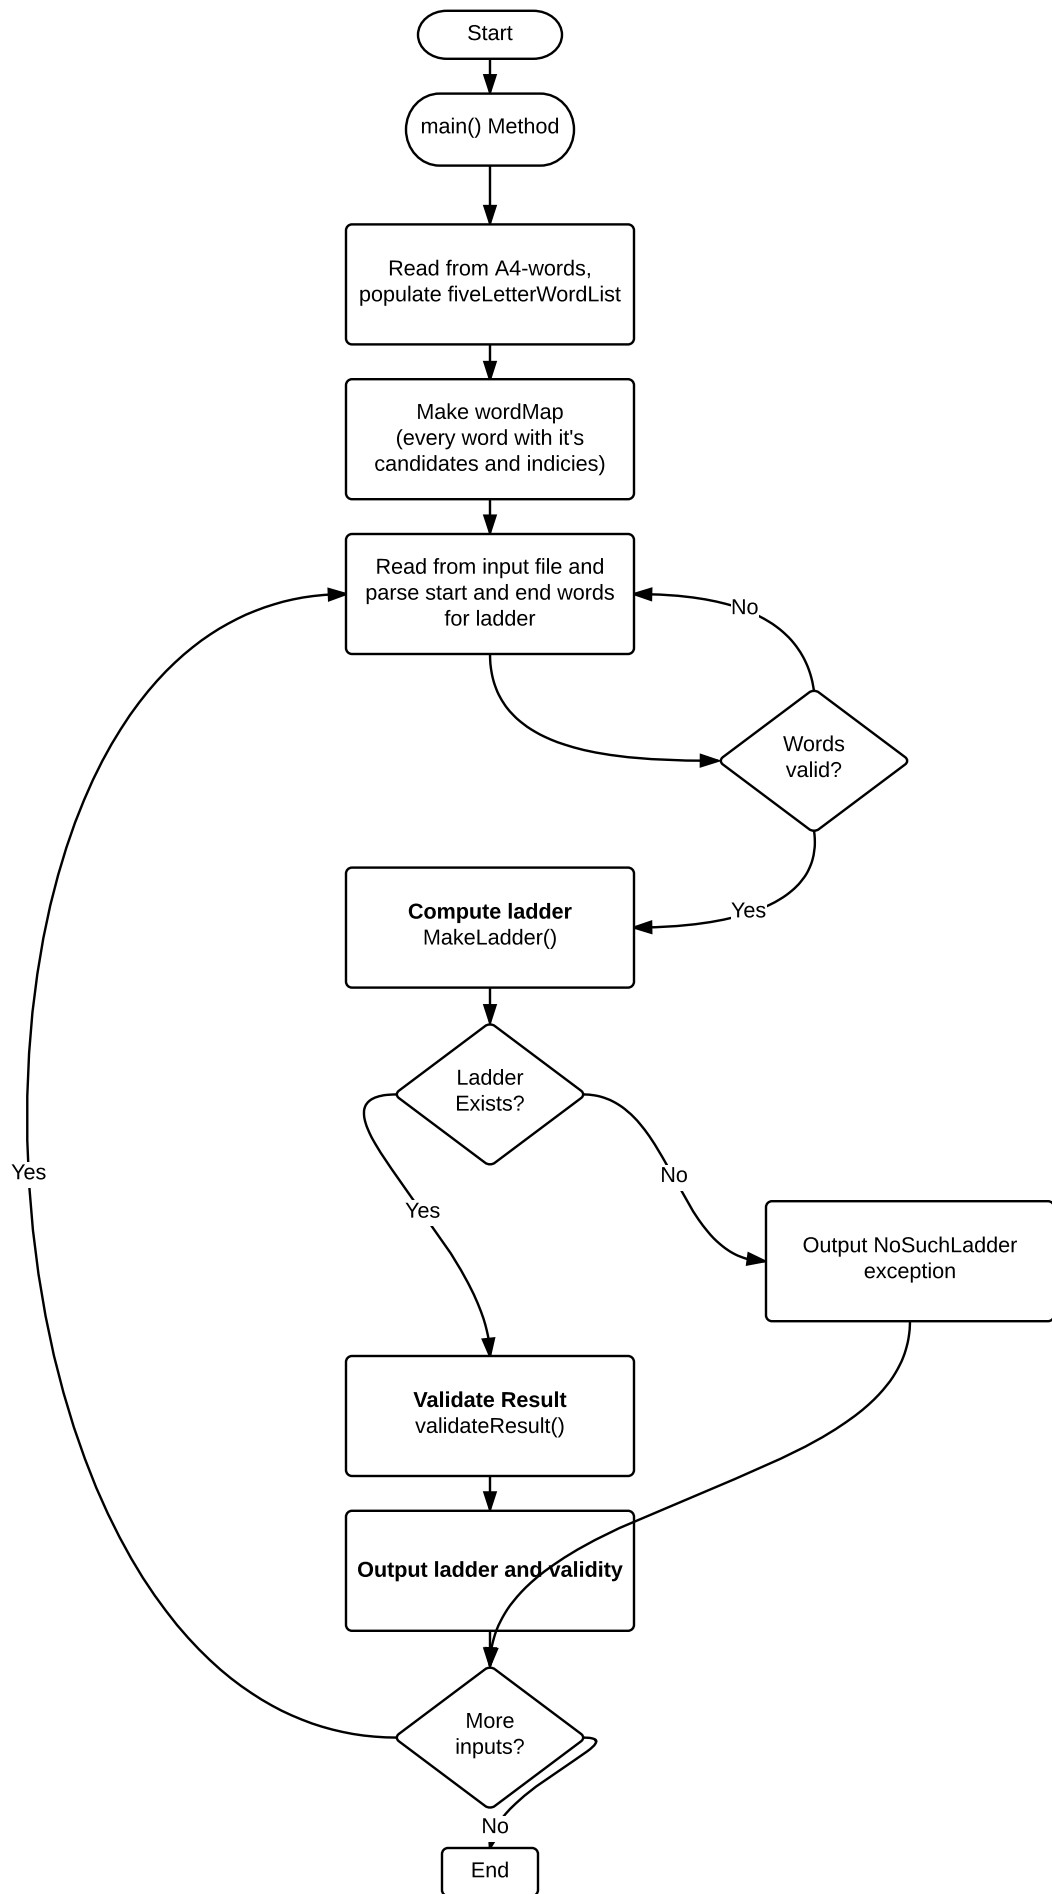 Start
main() Method
Read from A4-words,
populate fiveLetterWordList
Make wordMap
(every word with it's
candidates and indicies)
Read from input file and
parse start and end words
for ladder
No
Words
valid?
Yes
Compute ladder
MakeLadder()
Ladder
Exists?
Yes
No
Yes
Output NoSuchLadder
exception
Validate Result
validateResult()
Output ladder and validity
More
inputs?
No
End